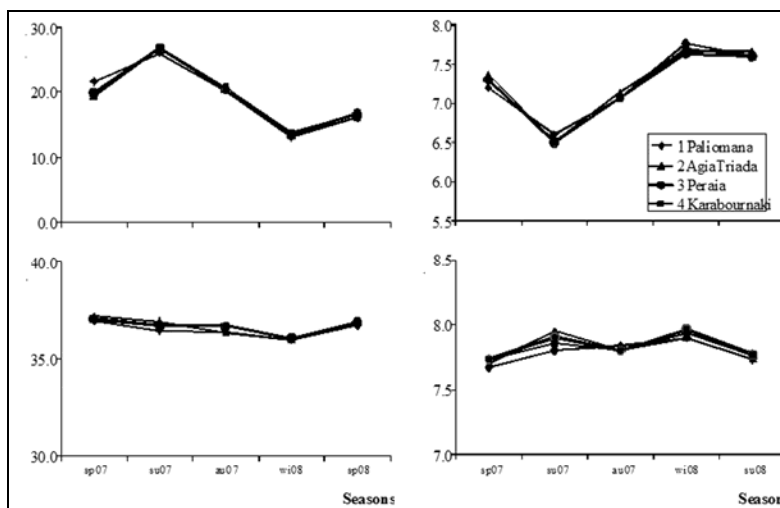 30.0
20.0
10.0
0.0
8.0
7.5
7.0
6.5
6.0
5.5
1 Paliomana
2 AgiaTriada
3 Peraia
4 Karabournaki
40.0
35.0
30.0
sp07 su07 au07 wi08 sp08
Seasons
8.5
8.0
7.5
7.0
sp07 su07 au07 wi08 su08
Season